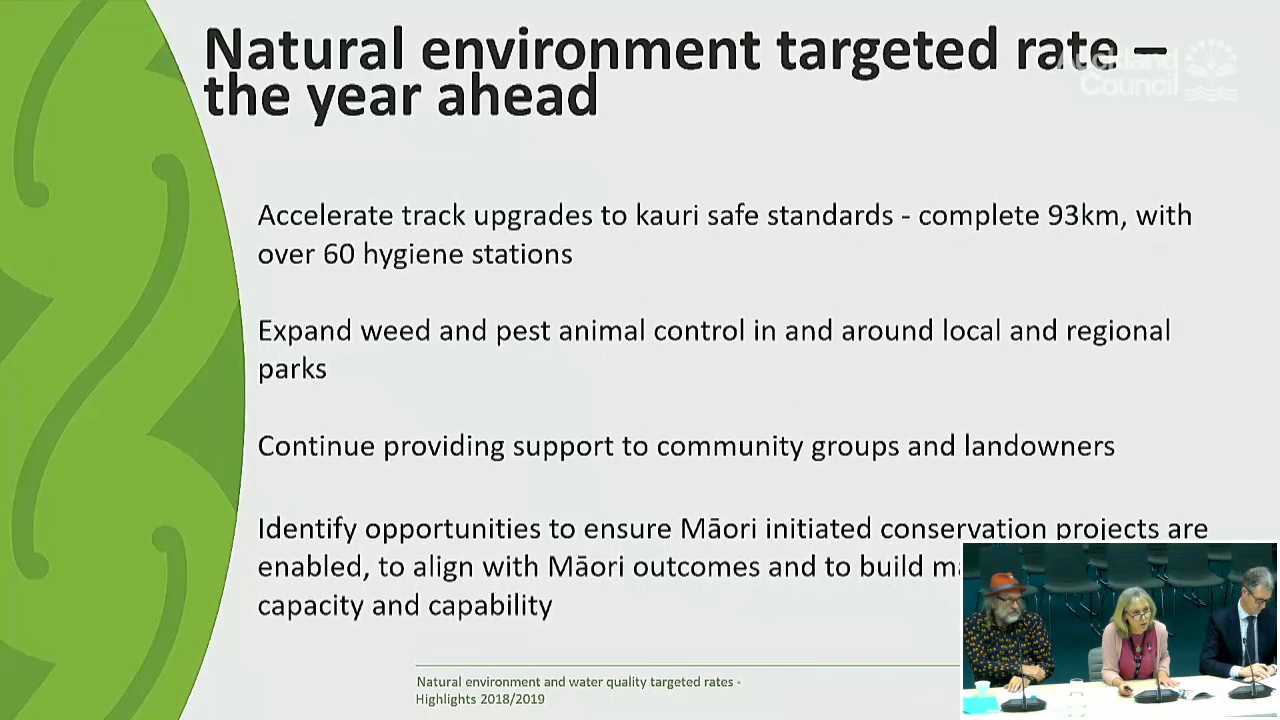 Natural environment targeted rate –
the year ahead
Auckland
Council
Accelerate track upgrades to kauri safe standards - complete 93km, with
over 60 hygiene stations
Expand weed and pest animal control in and around local and regional
parks
Continue providing support to community groups and landowners
Identify opportunities to ensure Māori initiated conservation projects are
enabled, to align with Māori outcomes and to build
capacity and capability
Natural environment and water quality targeted rates -
Highlights 2018/2019